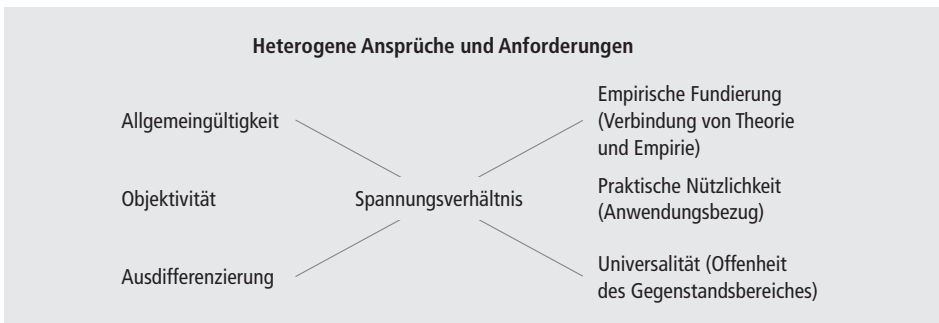 Heterogene Ansprüche und Anforderungen
Allgemeingültigkeit
Empirische Fundierung
(Verbindung von Theorie
und Empirie)
Objektivität
Spannungsverhältnis
Praktische Nützlichkeit
(Anwendungsbezug)
Ausdifferenzierung
Universalität (Offenheit
des Gegenstandsbereiches)